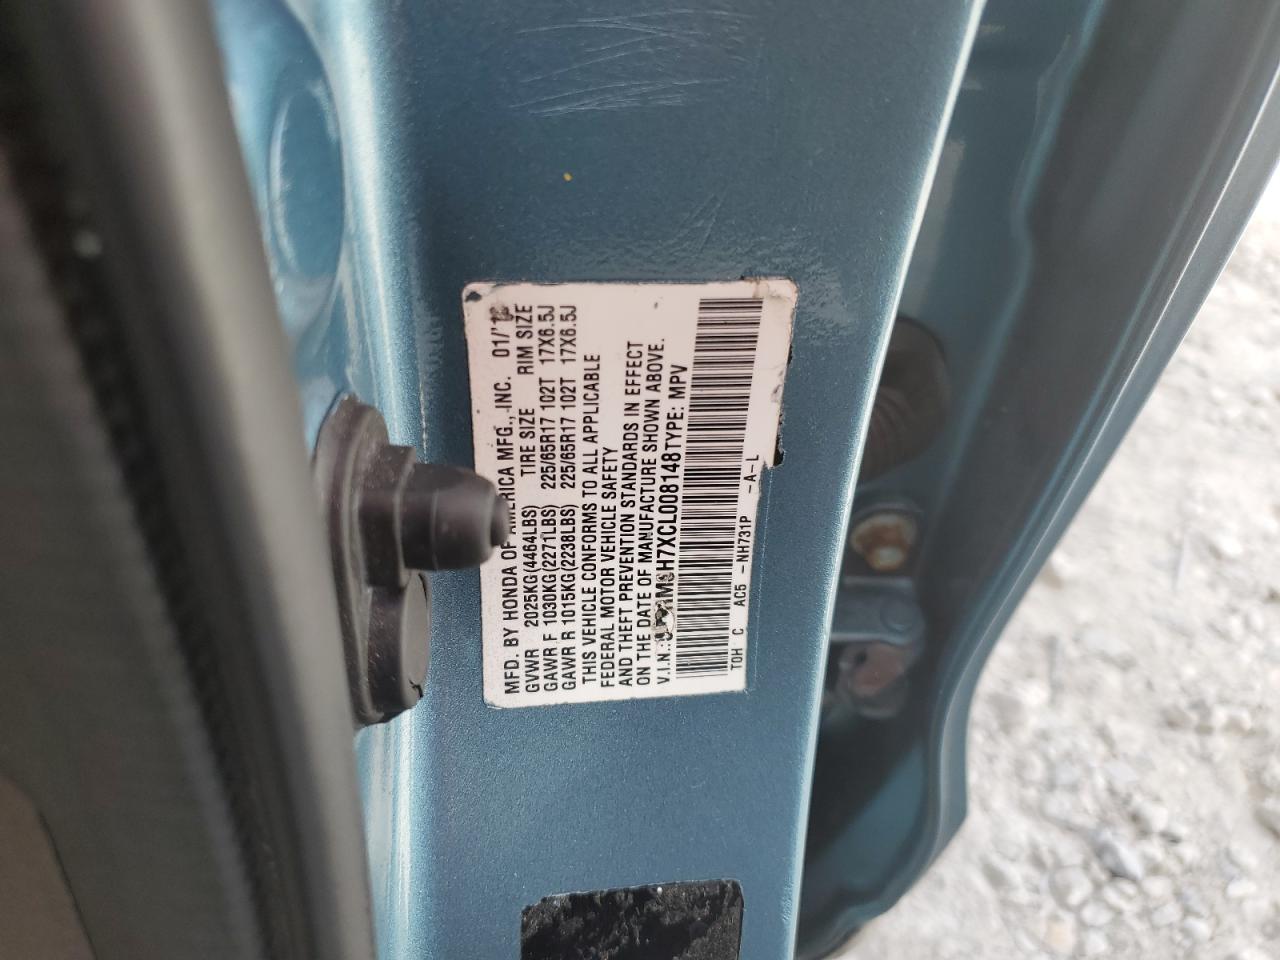 MFD. BY HONDA OF AMERICA MFG., INC. 01/
GVWR 2025KG(4464LBS) TIRE SIZE RIM SIZE
GAWR F 1030KG(2271LBS) 225/65R17 102T 17X6.5J
GAWR R 1015KG(2238LBS) 225/65R17 102T 17X6.5J
THIS VEHICLE CONFORMS TO ALL APPLICABLE
FEDERAL MOTOR VEHICLE SAFETY
AND THEFT PREVENTION STANDARDS IN EFFECT
ON THE DATE OF MANUFACTURE SHOWN ABOVE.
V.I.N.: H7XCL008148 TYPE: MPV
TOH C AC5 -NH731P -A-L